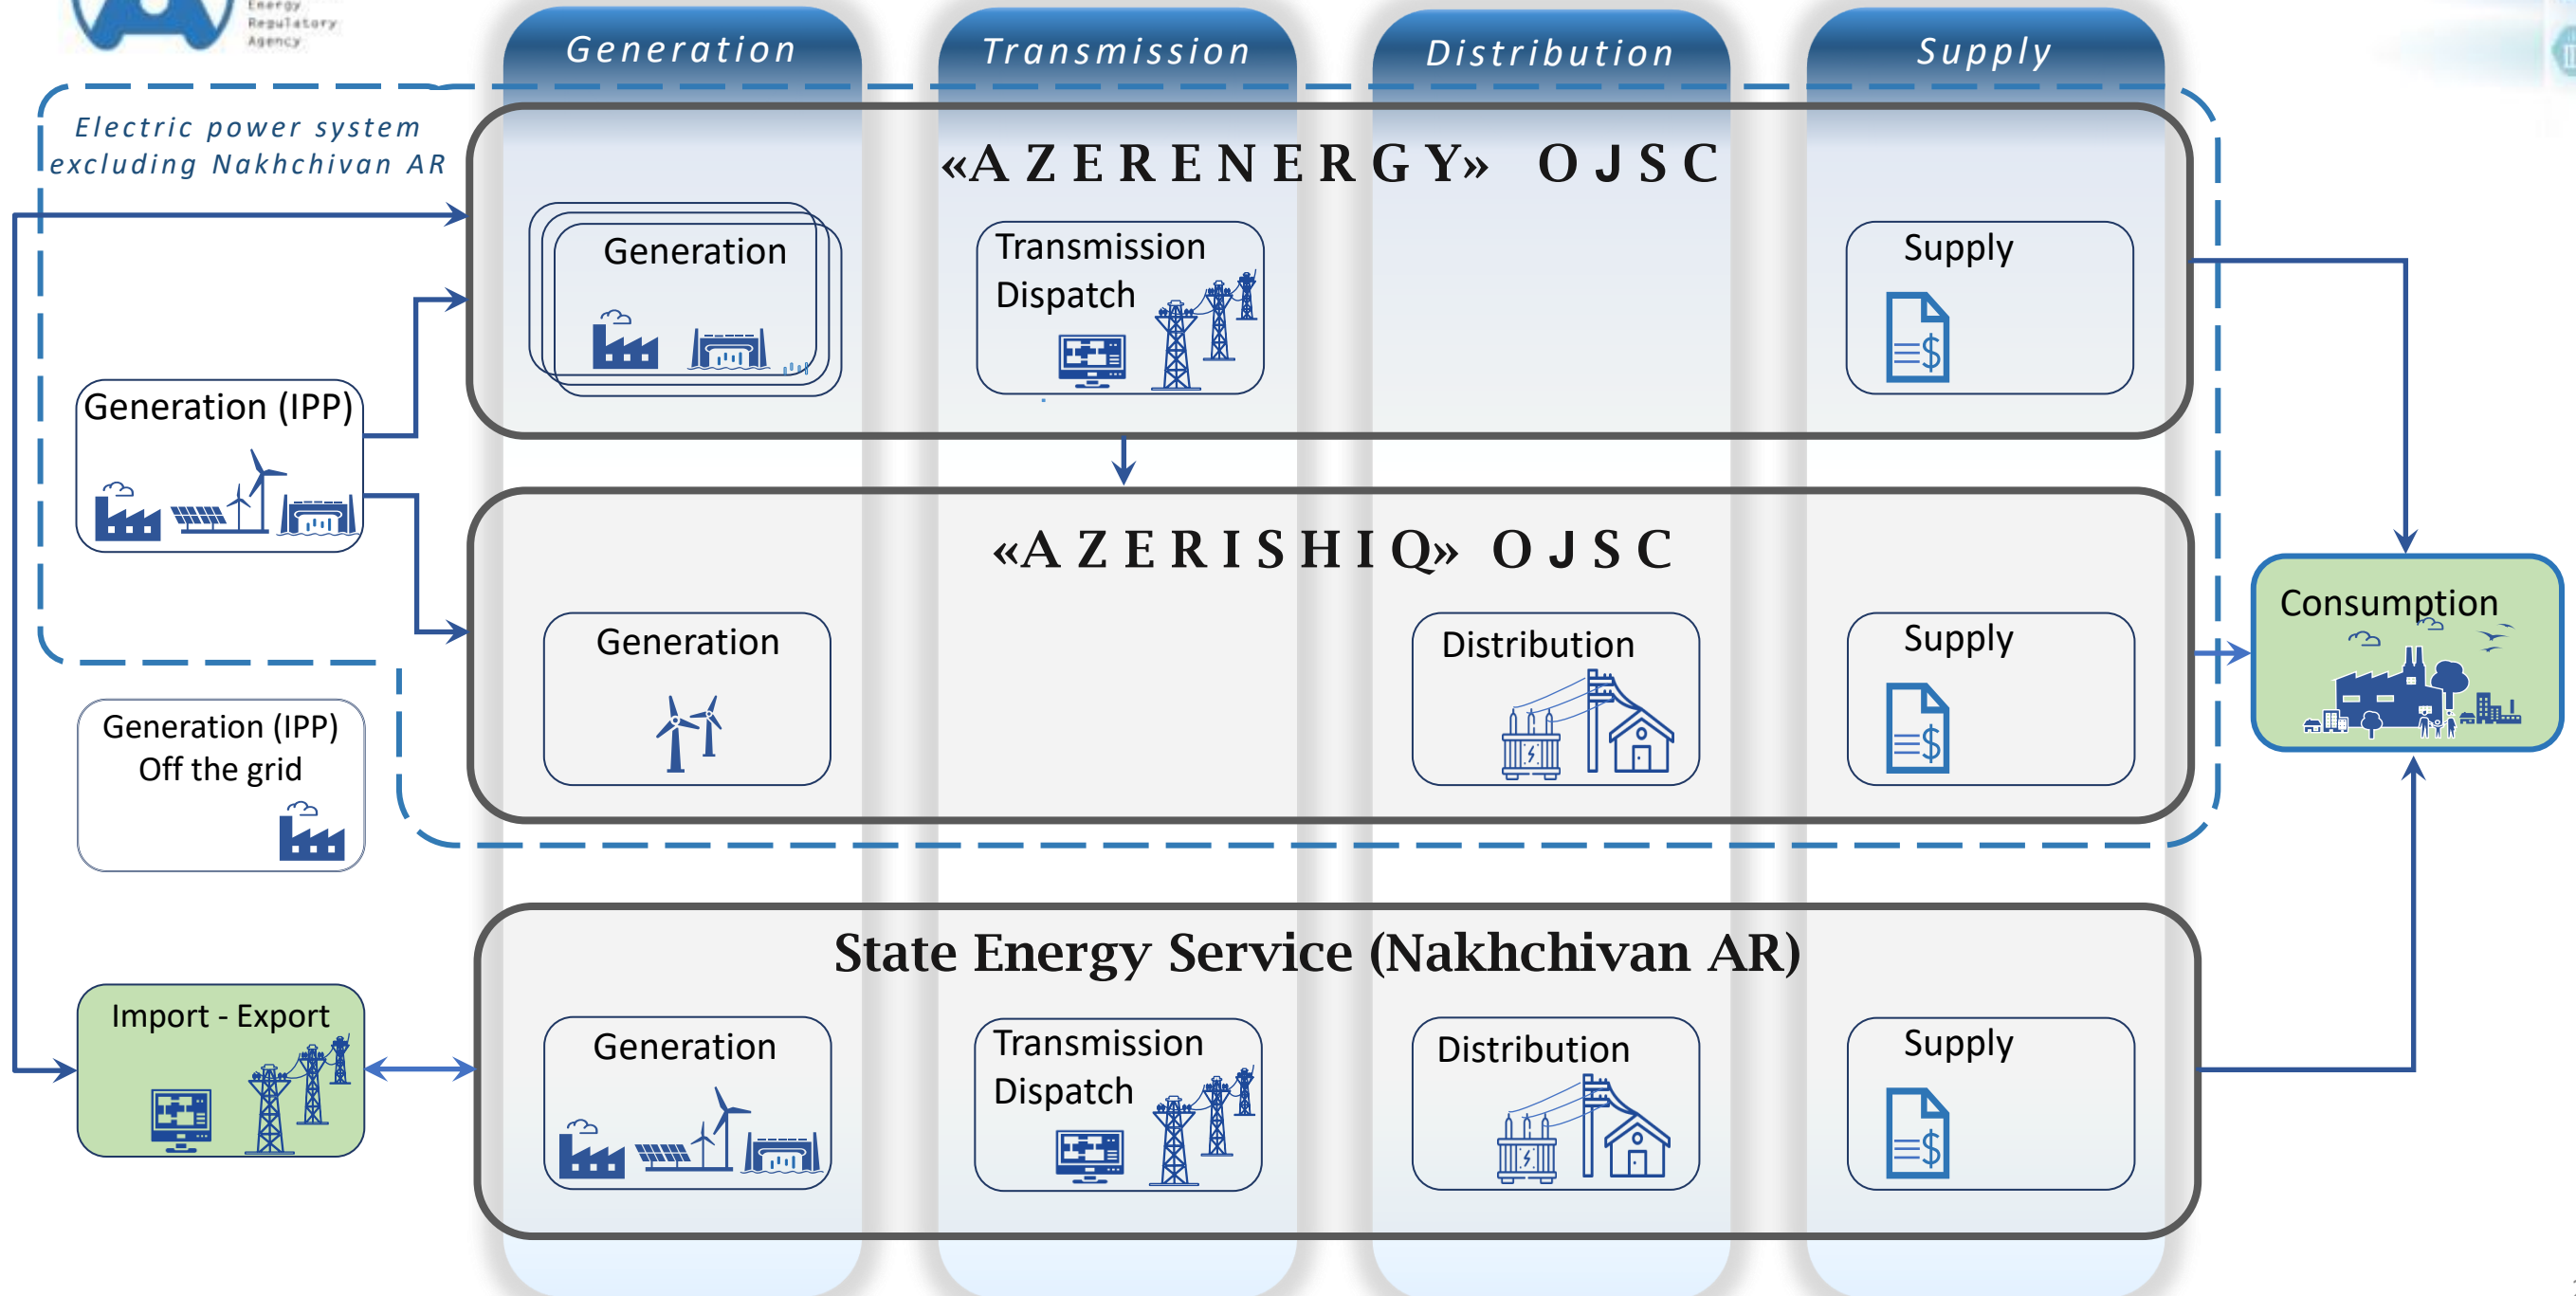 Energy
Regulatory
Agency
Generation
Transmission
Distribution
Supply
Electric power system
excluding Nakhchivan AR
«AZERENERGY» OJSC
Generation
Transmission
Dispatch
Supply
Generation (IPP)
«AZERISHIQ» OJSC
Generation
Distribution
Supply
Consumption
Generation (IPP)
Off the grid
State Energy Service (Nakhchivan AR)
Import - Export
Generation
Transmission
Dispatch
Distribution
Supply